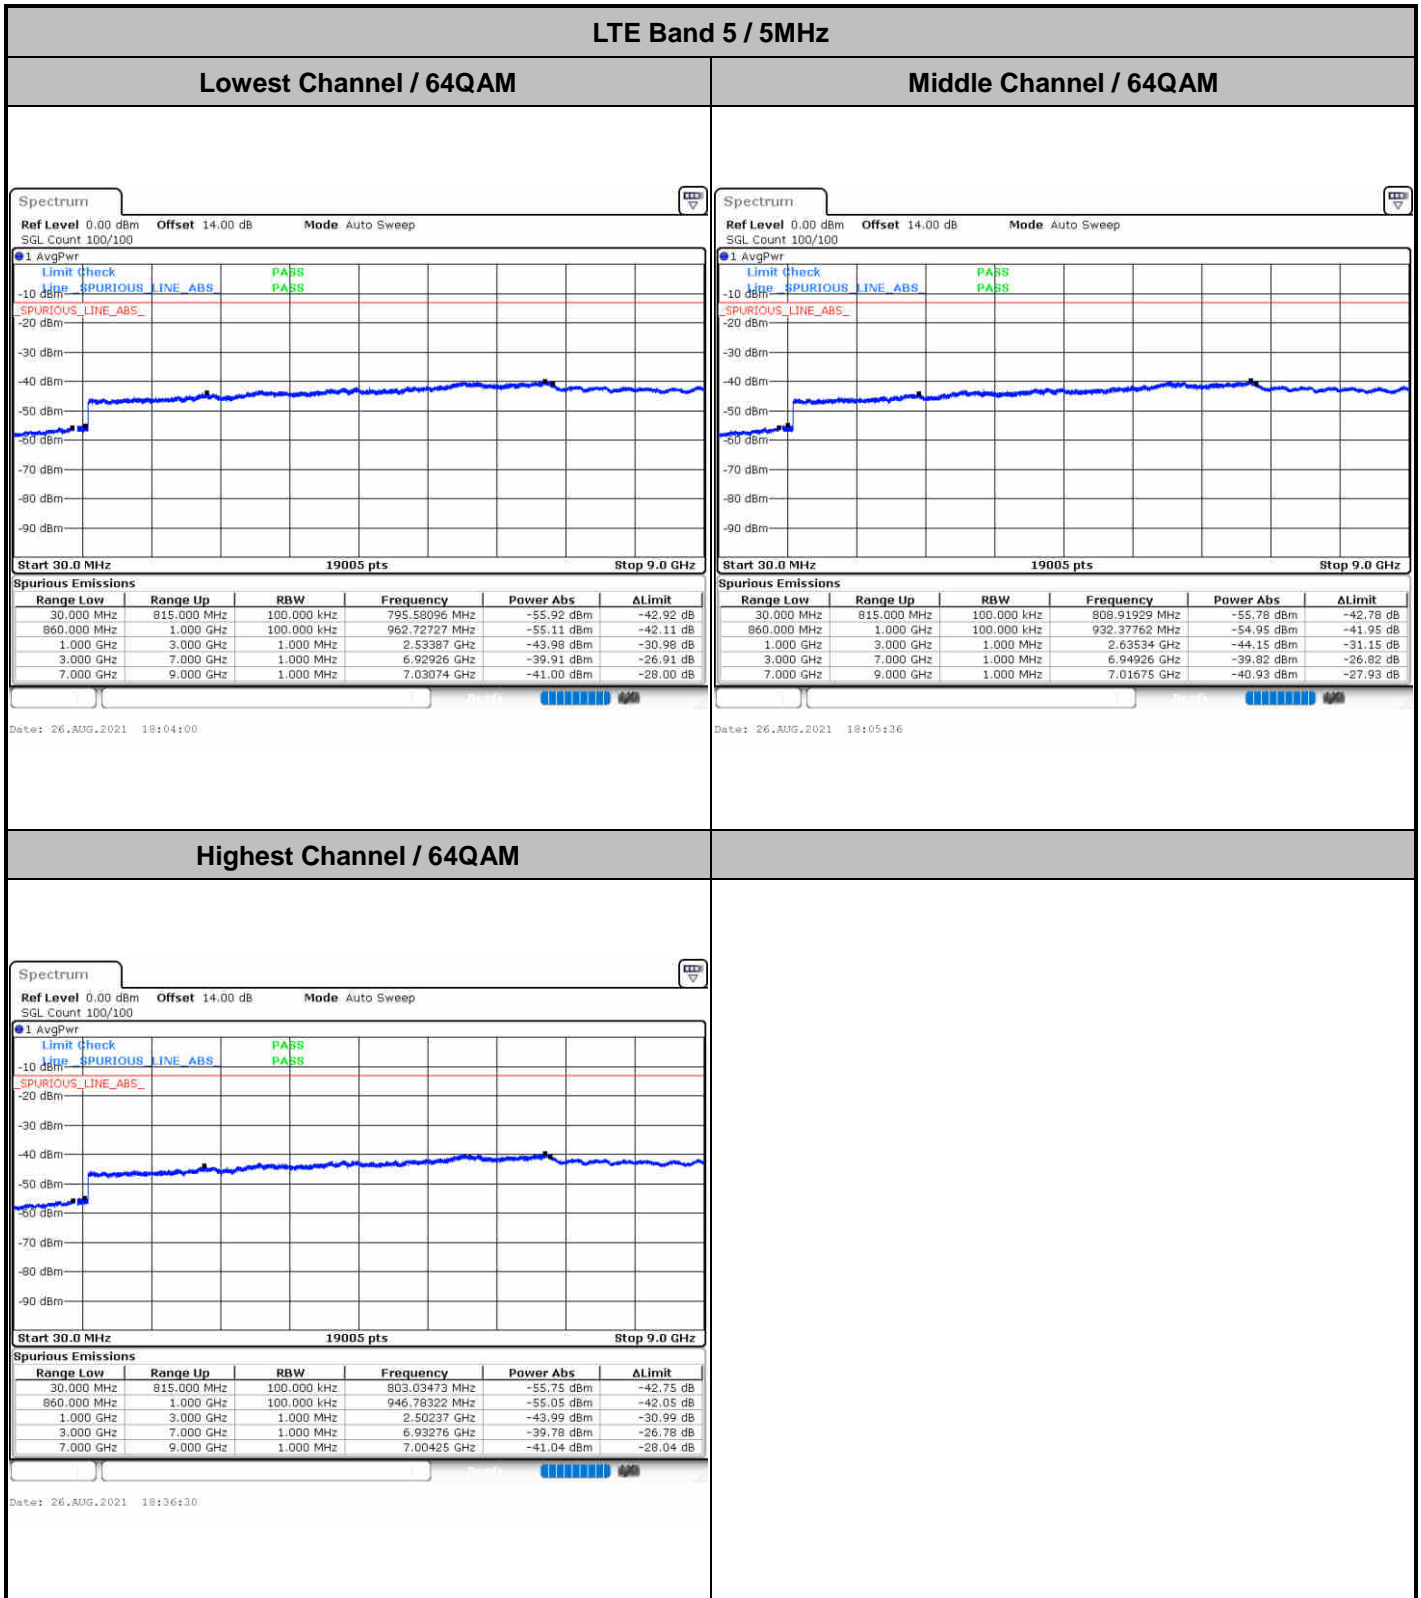 LTE Band 5 / 5MHz
Lowest Channel / 64QAM
Middle Channel / 64QAM
Spectrum
Ref Level 0.00 dBm Offset 14.00 dB Mode Auto Sweep
SGL Count 100/100
1 AvgPwr
Limit Check PASS
Line _SPURIOUS_LINE_ABS_ PASS
-10 dBm
_SPURIOUS_LINE_ABS_
-20 dBm
-30 dBm
-40 dBm
-50 dBm
-60 dBm
-70 dBm
-80 dBm
-90 dBm
Start 30.0 MHz 19005 pts Stop 9.0 GHz
Spurious Emissions
Range Low Range Up RBW Frequency Power Abs ΔLimit
30.000 MHz 815.000 MHz 100.000 kHz 795.58096 MHz -55.92 dBm -42.92 dB
860.000 MHz 1.000 GHz 100.000 kHz 962.72727 MHz -55.11 dBm -42.11 dB
1.000 GHz 3.000 GHz 1.000 MHz 2.53387 GHz -43.98 dBm -30.98 dB
3.000 GHz 7.000 GHz 1.000 MHz 6.92926 GHz -39.91 dBm -26.91 dB
7.000 GHz 9.000 GHz 1.000 MHz 7.03074 GHz -41.00 dBm -28.00 dB
Date: 26.AUG.2021 18:04:00
Spectrum
Ref Level 0.00 dBm Offset 14.00 dB Mode Auto Sweep
SGL Count 100/100
1 AvgPwr
Limit Check PASS
Line _SPURIOUS_LINE_ABS_ PASS
-10 dBm
_SPURIOUS_LINE_ABS_
-20 dBm
-30 dBm
-40 dBm
-50 dBm
-60 dBm
-70 dBm
-80 dBm
-90 dBm
Start 30.0 MHz 19005 pts Stop 9.0 GHz
Spurious Emissions
Range Low Range Up RBW Frequency Power Abs ΔLimit
30.000 MHz 815.000 MHz 100.000 kHz 808.91929 MHz -55.78 dBm -42.78 dB
860.000 MHz 1.000 GHz 100.000 kHz 932.37762 MHz -54.95 dBm -41.95 dB
1.000 GHz 3.000 GHz 1.000 MHz 2.63534 GHz -44.15 dBm -31.15 dB
3.000 GHz 7.000 GHz 1.000 MHz 6.94926 GHz -39.82 dBm -26.82 dB
7.000 GHz 9.000 GHz 1.000 MHz 7.01675 GHz -40.93 dBm -27.93 dB
Date: 26.AUG.2021 18:05:36
Highest Channel / 64QAM
Spectrum
Ref Level 0.00 dBm Offset 14.00 dB Mode Auto Sweep
SGL Count 100/100
1 AvgPwr
Limit Check PASS
Line _SPURIOUS_LINE_ABS_ PASS
-10 dBm
_SPURIOUS_LINE_ABS_
-20 dBm
-30 dBm
-40 dBm
-50 dBm
-60 dBm
-70 dBm
-80 dBm
-90 dBm
Start 30.0 MHz 19005 pts Stop 9.0 GHz
Spurious Emissions
Range Low Range Up RBW Frequency Power Abs ΔLimit
30.000 MHz 815.000 MHz 100.000 kHz 803.03473 MHz -55.75 dBm -42.75 dB
860.000 MHz 1.000 GHz 100.000 kHz 946.78322 MHz -55.05 dBm -42.05 dB
1.000 GHz 3.000 GHz 1.000 MHz 2.50237 GHz -43.99 dBm -30.99 dB
3.000 GHz 7.000 GHz 1.000 MHz 6.93276 GHz -39.78 dBm -26.78 dB
7.000 GHz 9.000 GHz 1.000 MHz 7.00425 GHz -41.04 dBm -28.04 dB
Date: 26.AUG.2021 18:36:30